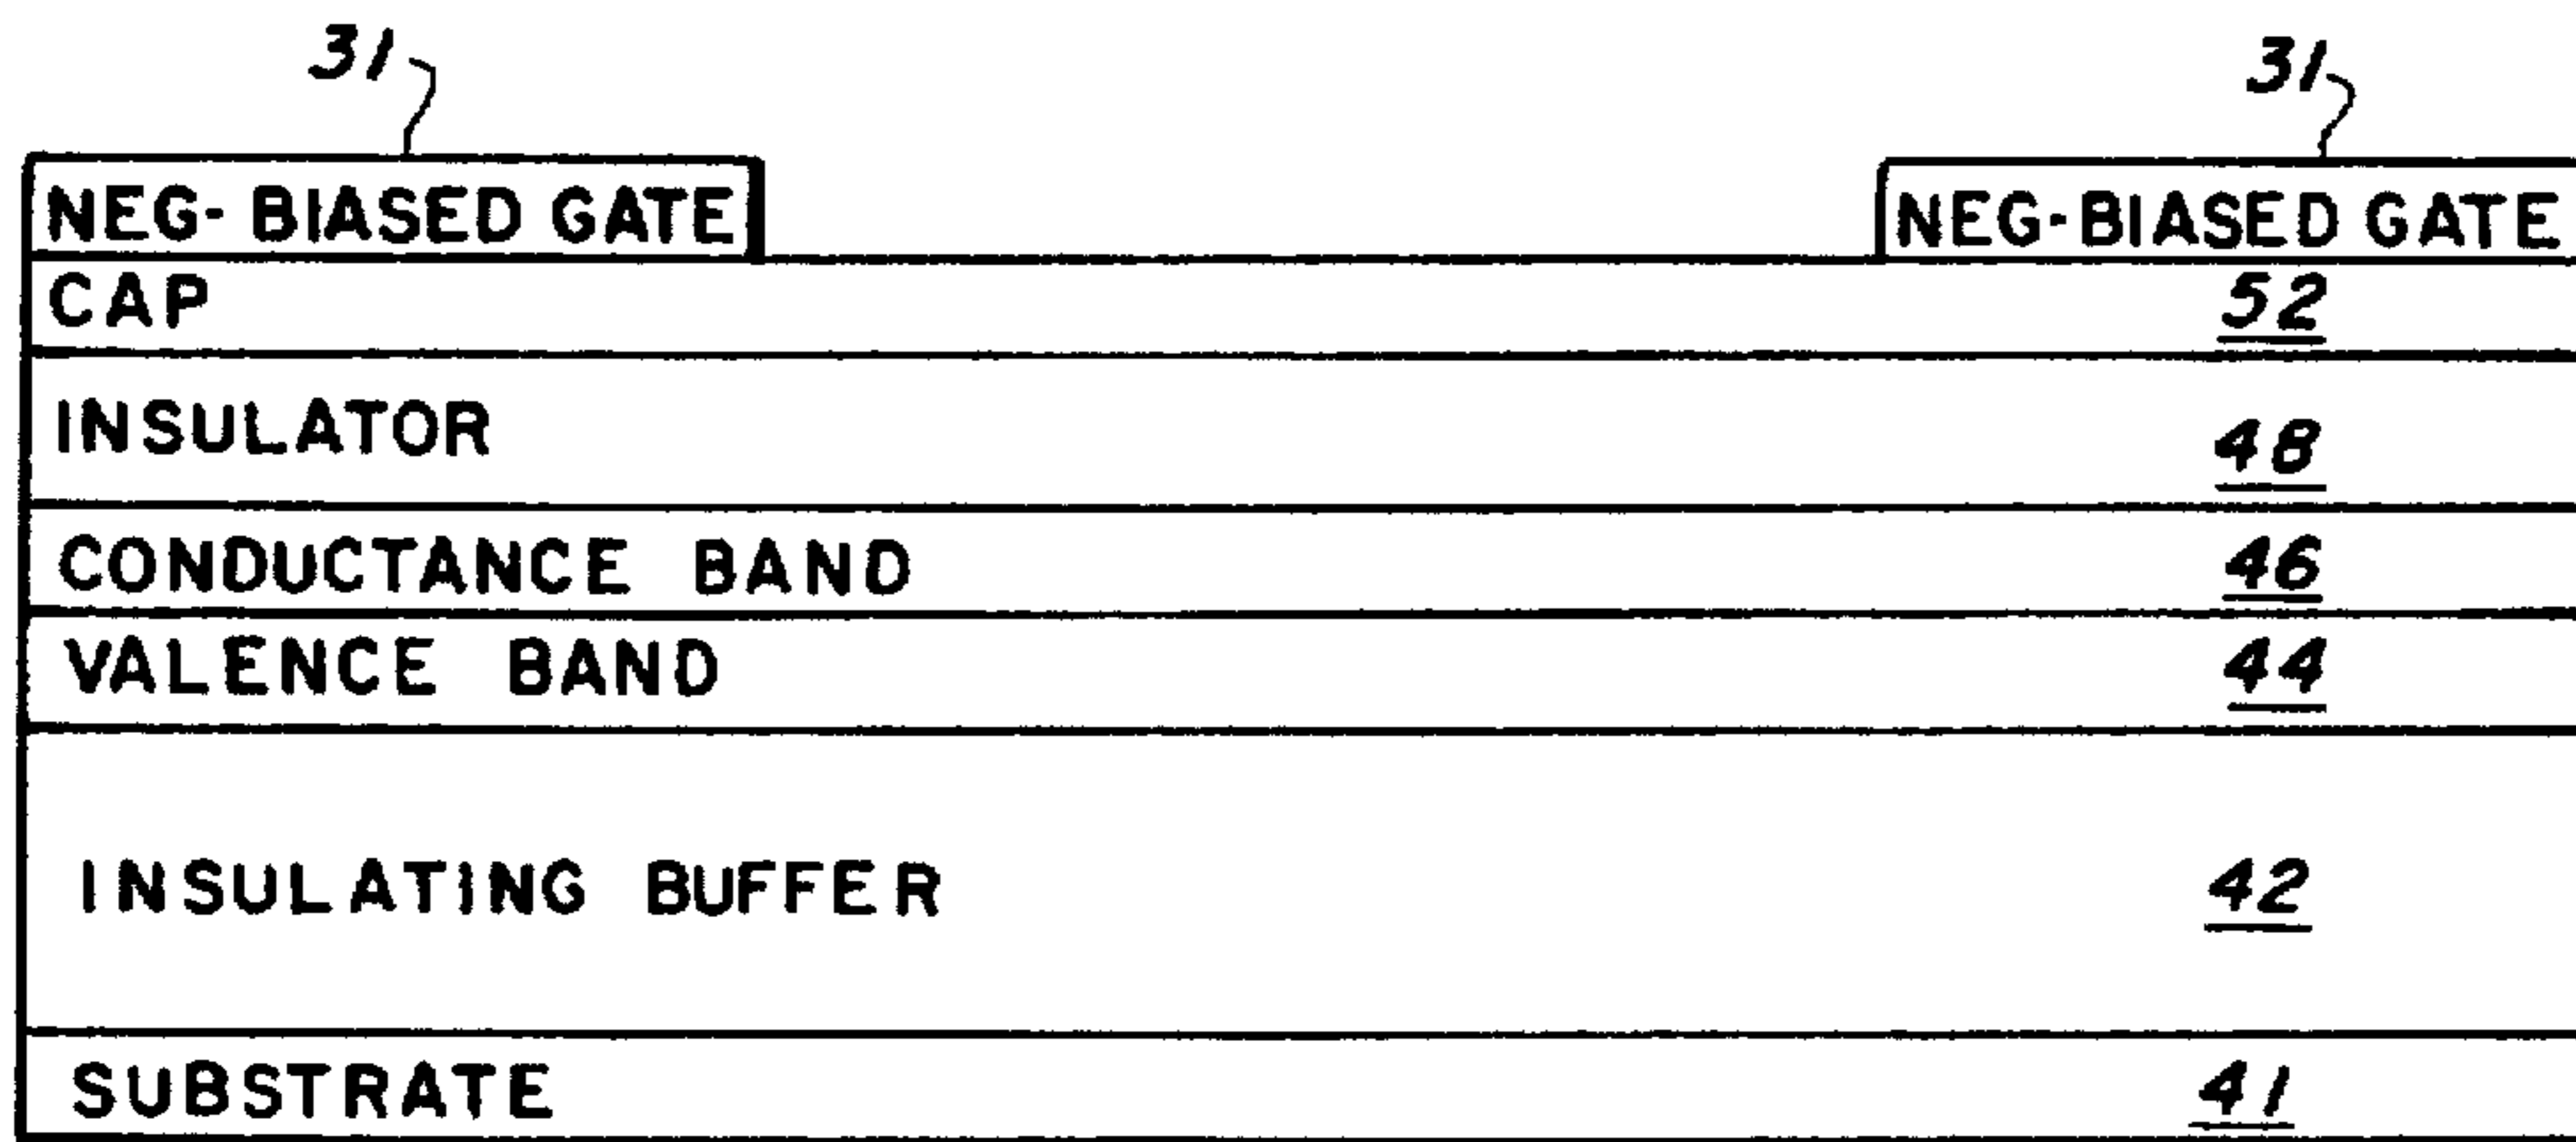 31 31
NEG-BIASED GATE NEG-BIASED GATE
CAP 52
INSULATOR 48
CONDUCTANCE BAND 46
VALENCE BAND 44
INSULATING BUFFER 42
SUBSTRATE 41